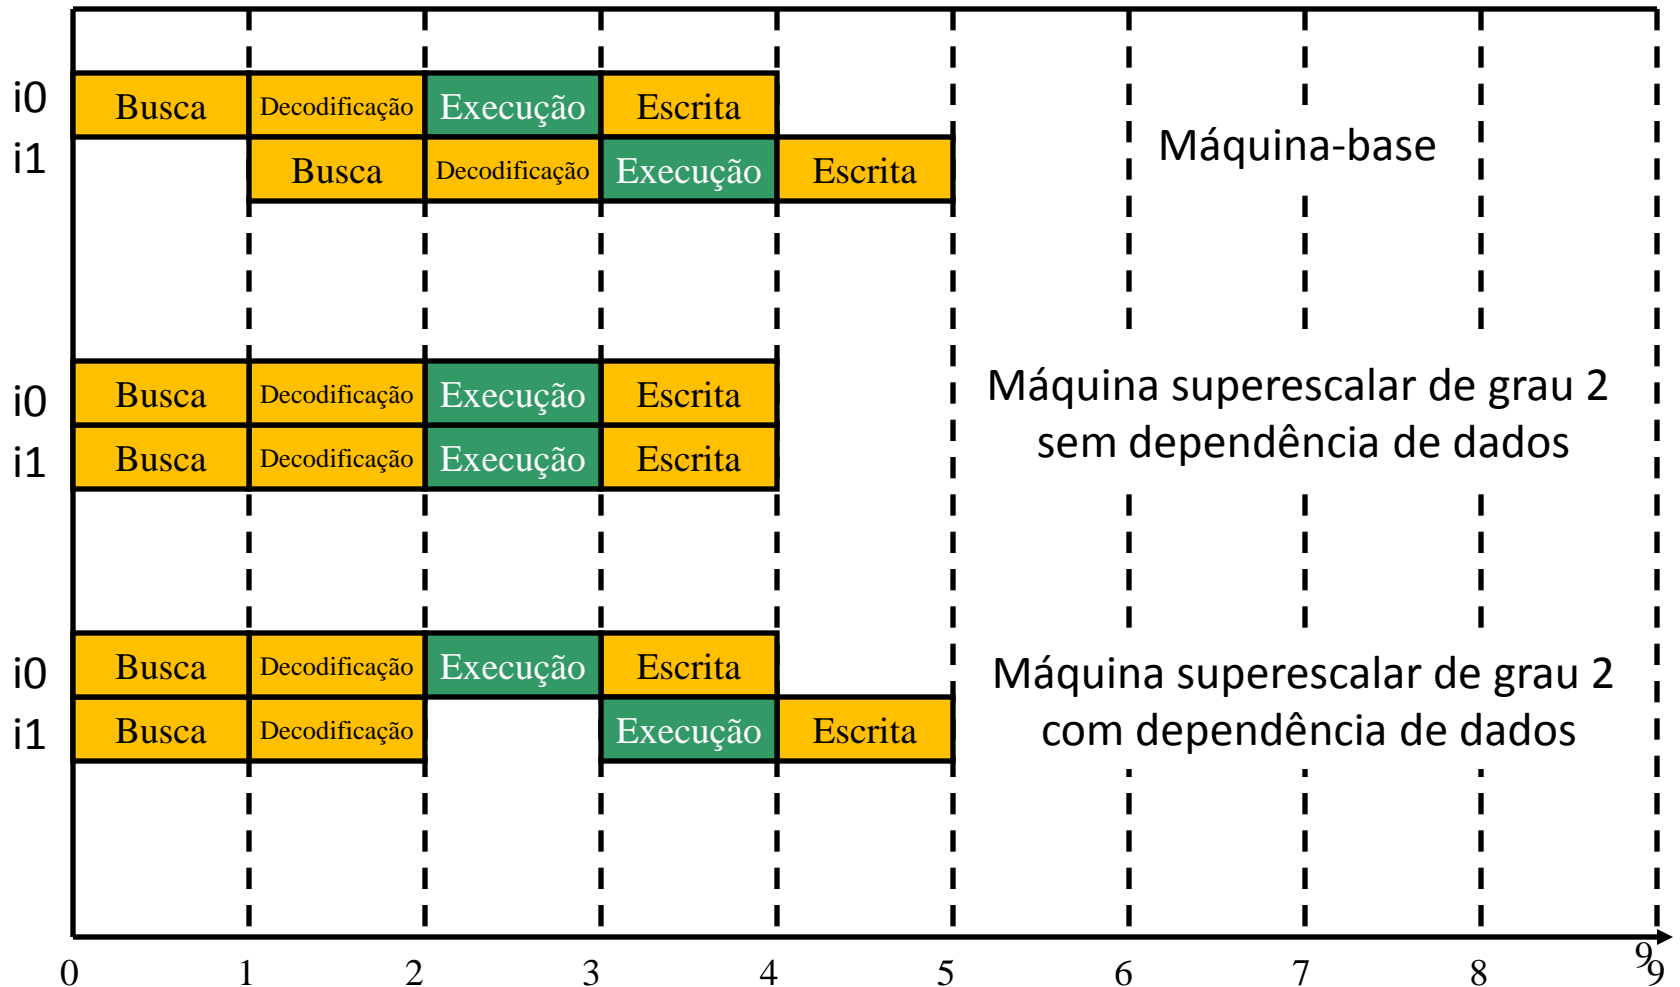 i0 Busca Decodificação Execução Escrita
i1 Busca Decodificação Execução Escrita
Máquina-base
i0 Busca Decodificação Execução Escrita
i1 Busca Decodificação Execução Escrita
Máquina superescalar de grau 2
sem dependência de dados
i0 Busca Decodificação Execução Escrita
i1 Busca Decodificação Execução Escrita
Máquina superescalar de grau 2
com dependência de dados
0 1 2 3 4 5 6 7 8 9
9